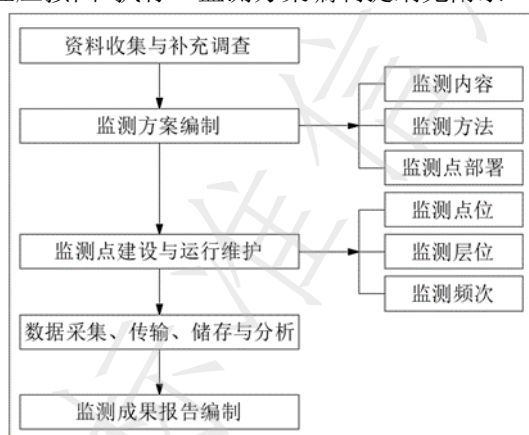 资料收集与补充调查
监测方案编制
监测内容
监测方法
监测点部署
监测点建设与运行维护
监测点位
监测层位
监测频次
数据采集、传输、储存与分析
监测成果报告编制